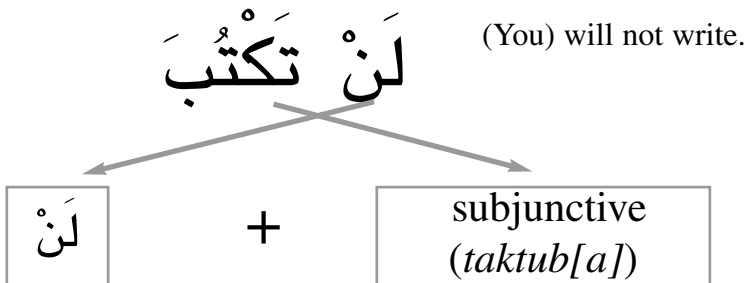 لَنْ تَكْتُبَ
(You) will not write.
لَنْ + subjunctive
(taktub[a])